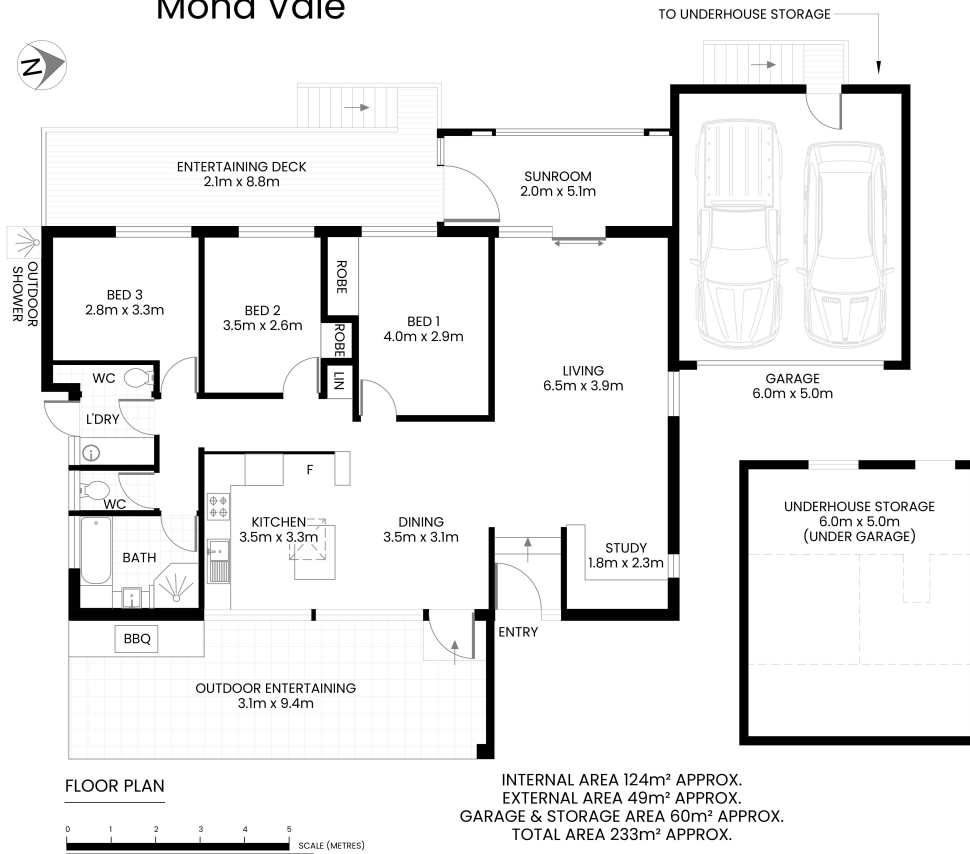 Mona Vale
TO UNDERHOUSE STORAGE
N
ENTERTAINING DECK
2.1m x 8.8m
SUNROOM
2.0m x 5.1m
OUTDOOR
SHOWER
BED 3
2.8m x 3.3m
BED 2
3.5m x 2.6m
ROBE
ROBE
LIN
BED 1
4.0m x 2.9m
LIVING
6.5m x 3.9m
GARAGE
6.0m x 5.0m
WC
L'DRY
WC
BATH
F
KITCHEN
3.5m x 3.3m
DINING
3.5m x 3.1m
STUDY
1.8m x 2.3m
ENTRY
BBQ
OUTDOOR ENTERTAINING
3.1m x 9.4m
UNDERHOUSE STORAGE
6.0m x 5.0m
(UNDER GARAGE)
FLOOR PLAN
0 1 2 3 4 5
SCALE (METRES)
INTERNAL AREA 124m² APPROX.
EXTERNAL AREA 49m² APPROX.
GARAGE & STORAGE AREA 60m² APPROX.
TOTAL AREA 233m² APPROX.